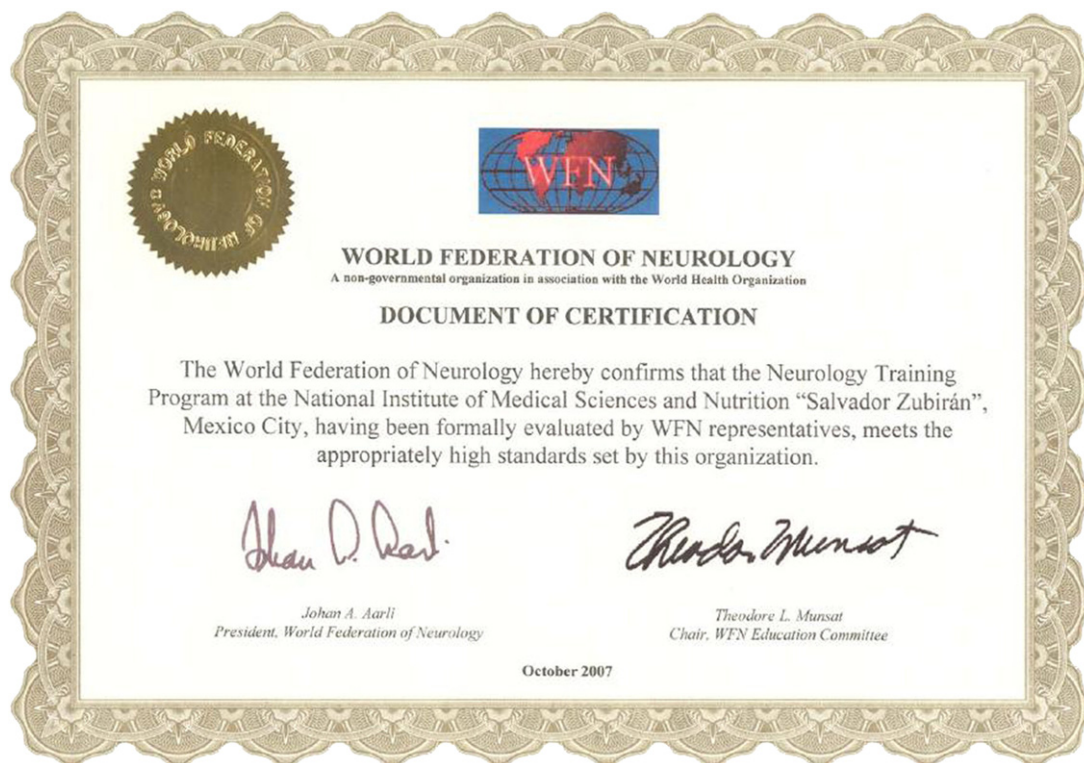 WORLD FEDERATION OF NEUROLOGY
WFN
WORLD FEDERATION OF NEUROLOGY
A non-governmental organization in association with the World Health Organization
DOCUMENT OF CERTIFICATION
The World Federation of Neurology hereby confirms that the Neurology Training
Program at the National Institute of Medical Sciences and Nutrition “Salvador Zubirán”,
Mexico City, having been formally evaluated by WFN representatives, meets the
appropriately high standards set by this organization.
Theodore Munsat
Johan A. Aarli
President, World Federation of Neurology
Theodore L. Munsat
Chair, WFN Education Committee
October 2007